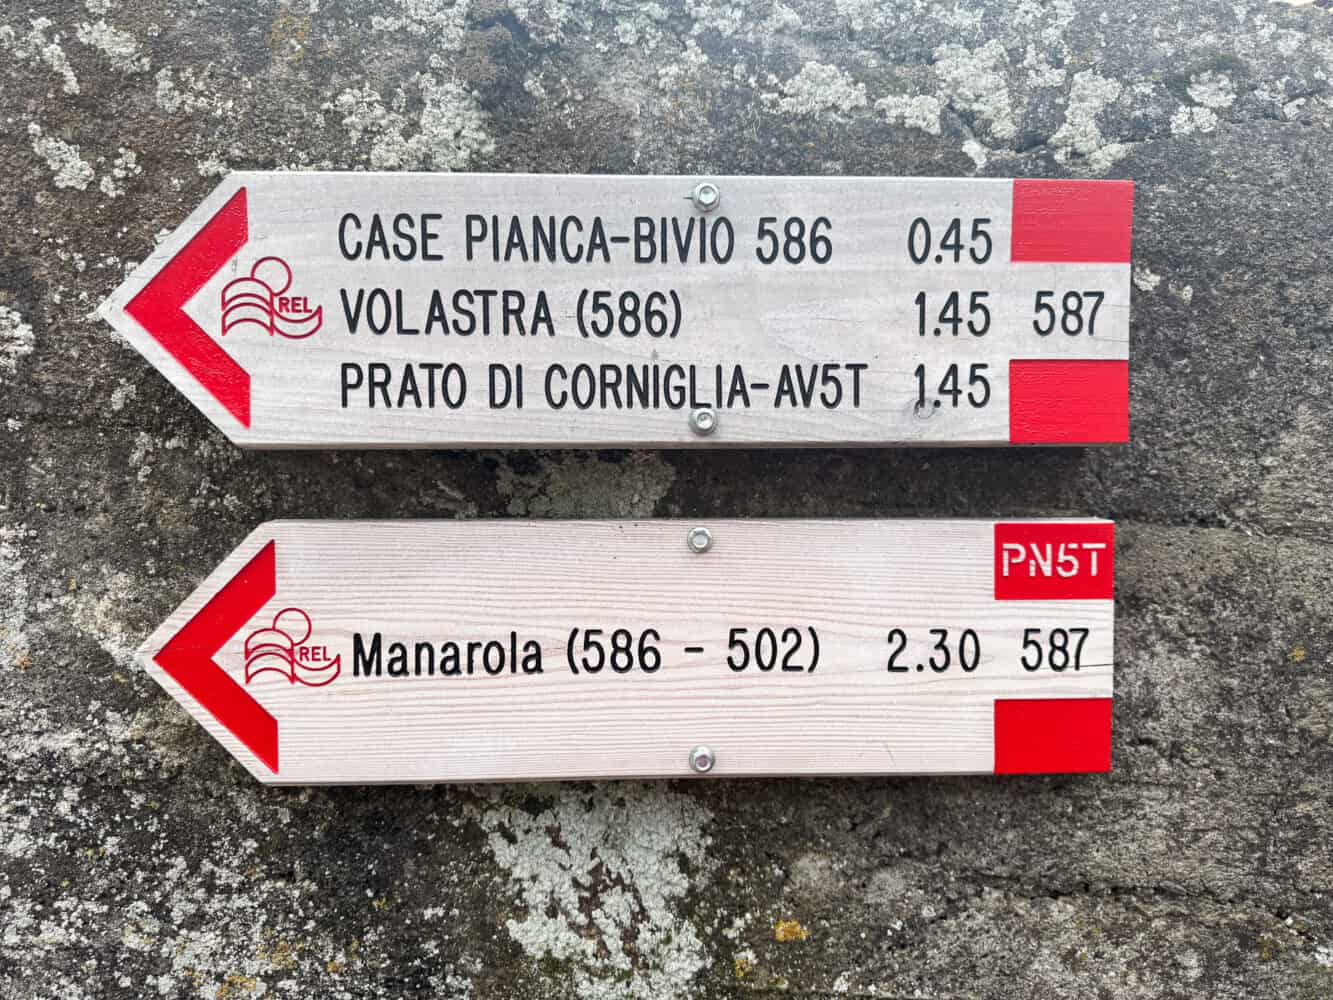 CASE PIANCA-BIVIO 586 0.45
REL VOLASTRA (586) 1.45 587
PRATO DI CORNIGLIA-AV5T 1.45
PN5T
REL Manarola (586 - 502) 2.30 587